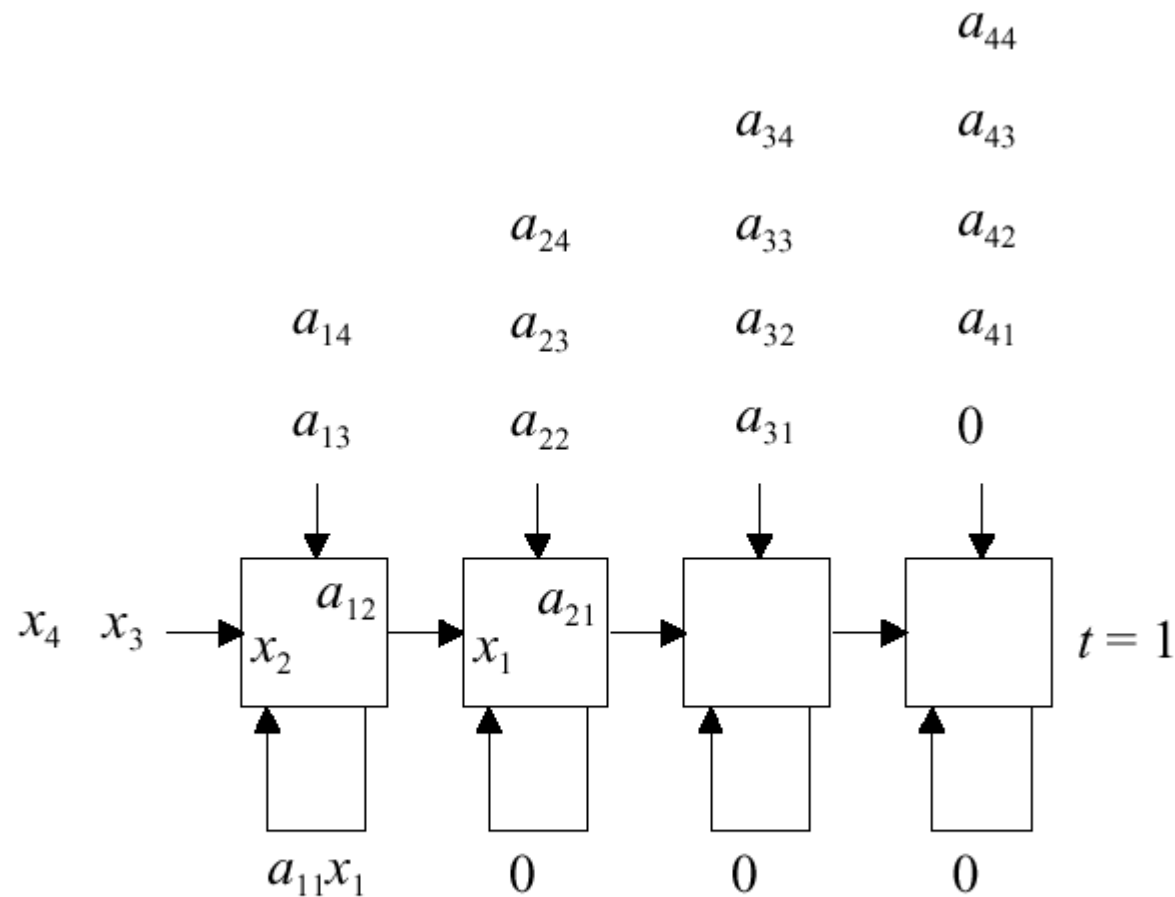 a₄₄
a₃₄ a₄₃
a₂₄ a₃₃ a₄₂
a₁₄ a₂₃ a₃₂ a₄₁
a₁₃ a₂₂ a₃₁ 0
x₄ x₃ x₂ a₁₂ x₁ a₂₁ t = 1
a₁₁x₁ 0 0 0